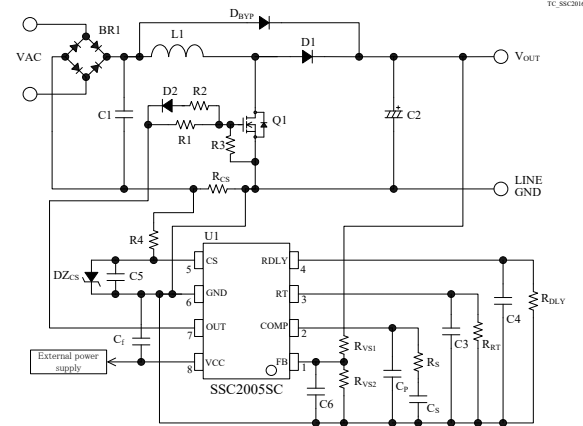 TC_SSC2016
DBYP
BR1
L1
D1
VAC
VOUT
D2
R2
C1
R1
Q1
C2
R3
RCS
LINE
GND
R4
U1
DZCS
C5
CS
RDLY
5
4
GND
RT
6
3
RDLY
C4
Cf
OUT
COMP
7
2
C3
RRT
RVS1
External power
supply
VCC
FB
8
1
RS
RVS2
CP
SSC2005SC
C6
CS